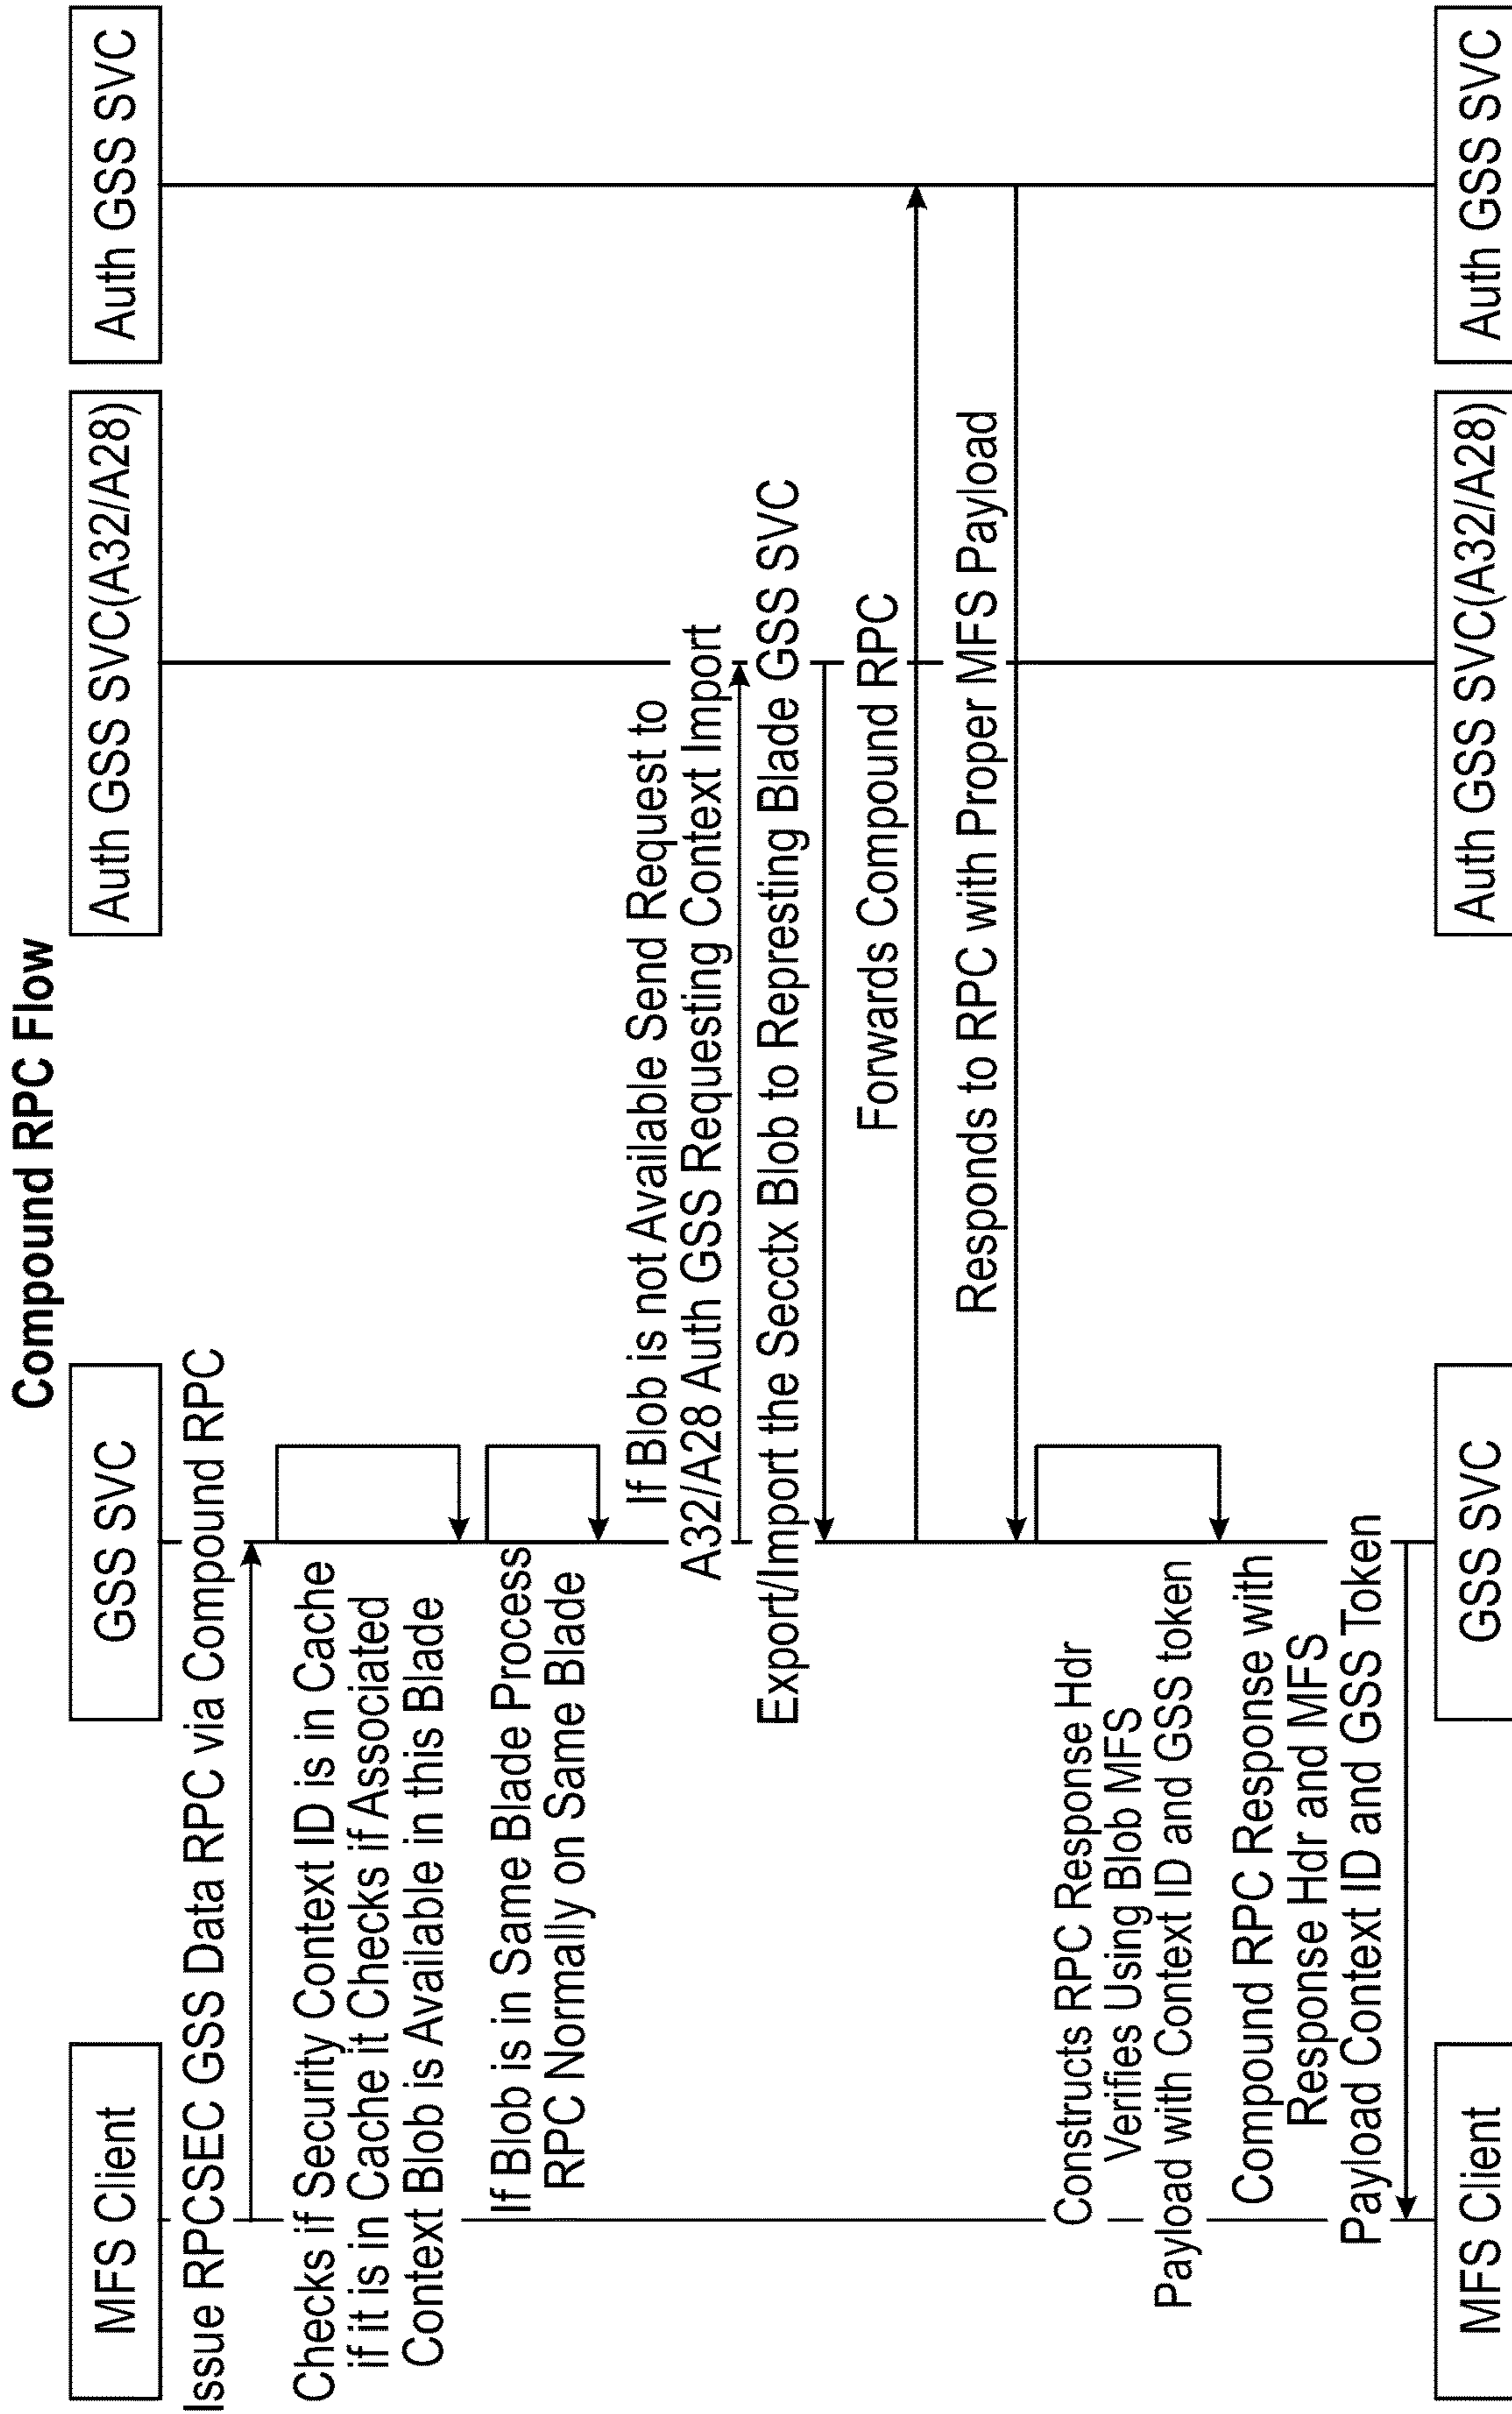 Compound RPC Flow
MFS Client
GSS SVC
Auth GSS SVC(A32/A28)
Auth GSS SVC
Issue RPCSEC GSS Data RPC via Compound RPC
Checks if Security Context ID is in Cache
if it is in Cache it Checks if Associated
Context Blob is Available in this Blade
If Blob is in Same Blade Process
RPC Normally on Same Blade
If Blob is not Available Send Request to
A32/A28 Auth GSS Requesting Context Import
Export/Import the Secctx Blob to Represting Blade GSS SVC
Forwards Compound RPC
Responds to RPC with Proper MFS Payload
Constructs RPC Response Hdr
Verifies Using Blob MFS
Payload with Context ID and GSS token
Compound RPC Response with
Response Hdr and MFS
Payload Context ID and GSS Token
MFS Client
GSS SVC
Auth GSS SVC(A32/A28)
Auth GSS SVC